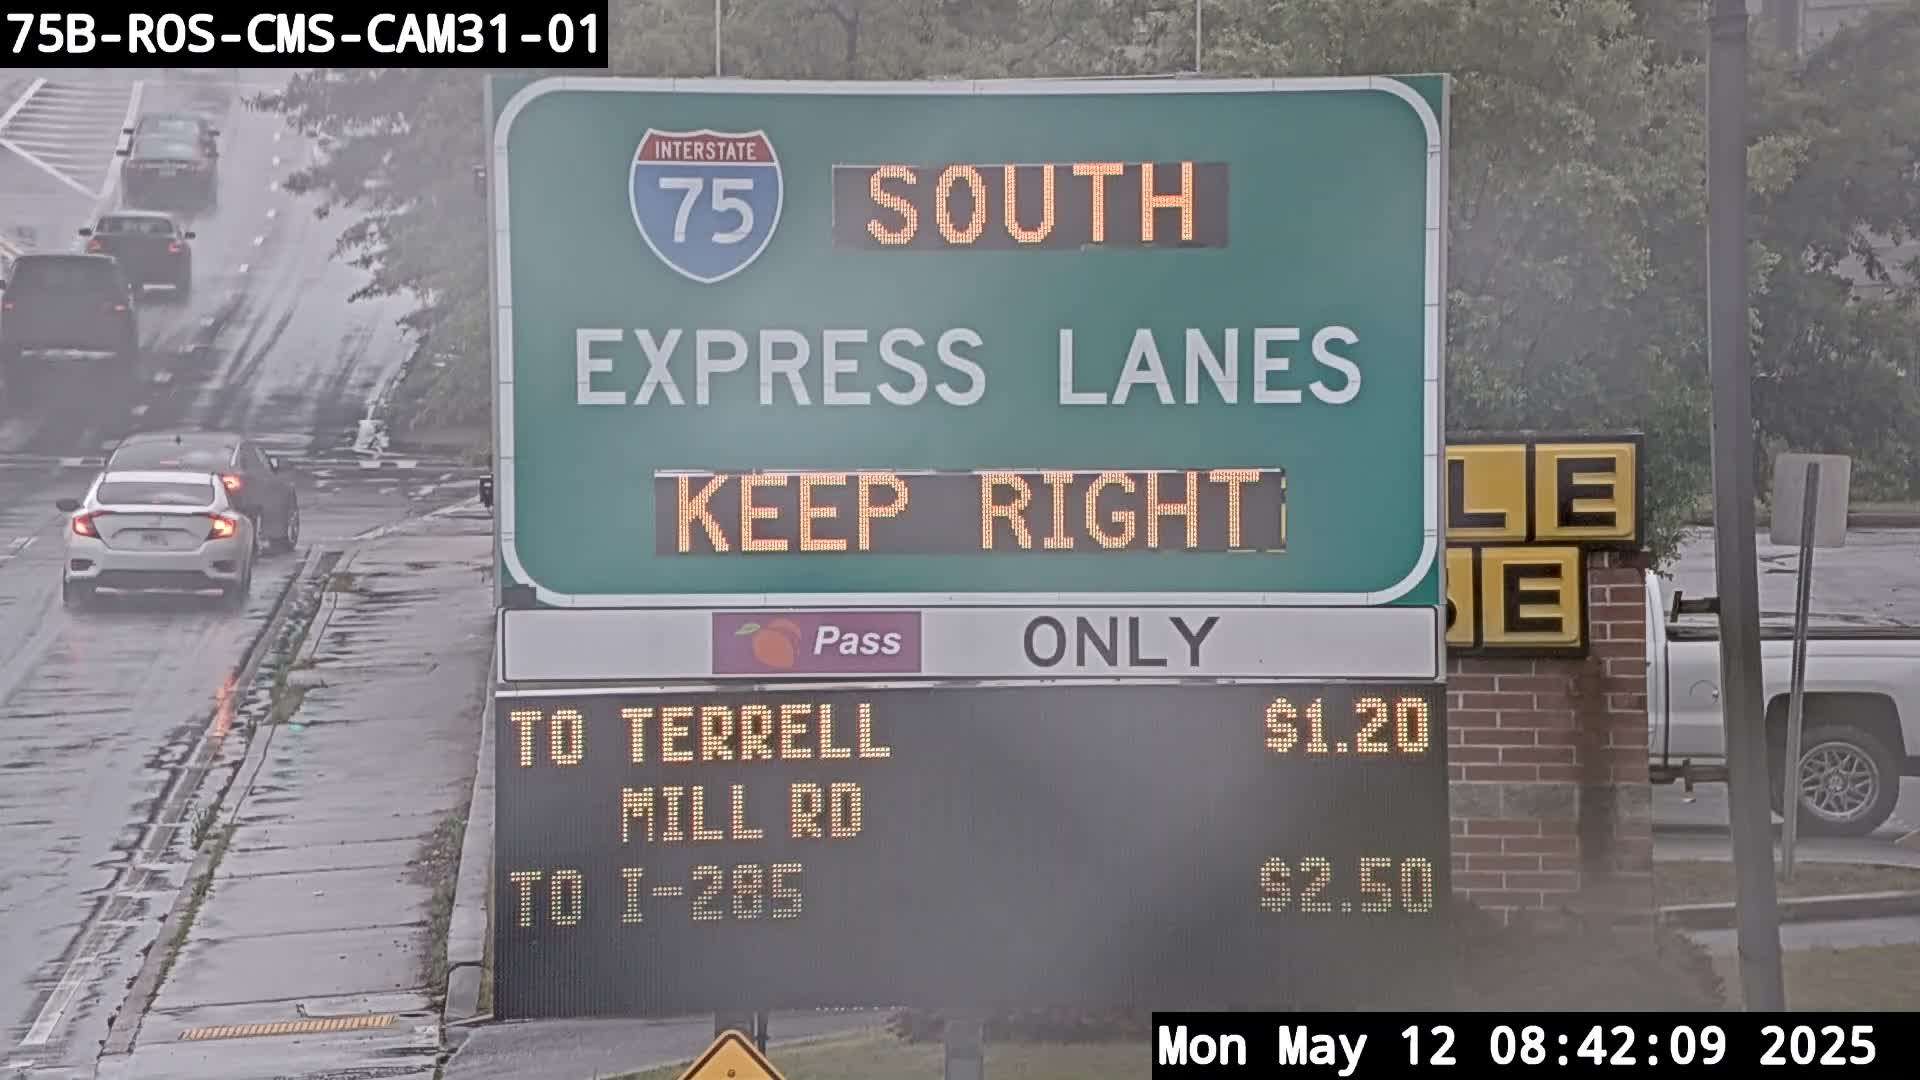 75B-ROS-CMS-CAM31-01
INTERSTATE
75
SOUTH
EXPRESS LANES
KEEP RIGHT
Pass ONLY
TO TERRELL $1.20
MILL RD
TO I-285 $2.50
LE
E
Mon May 12 08:42:09 2025